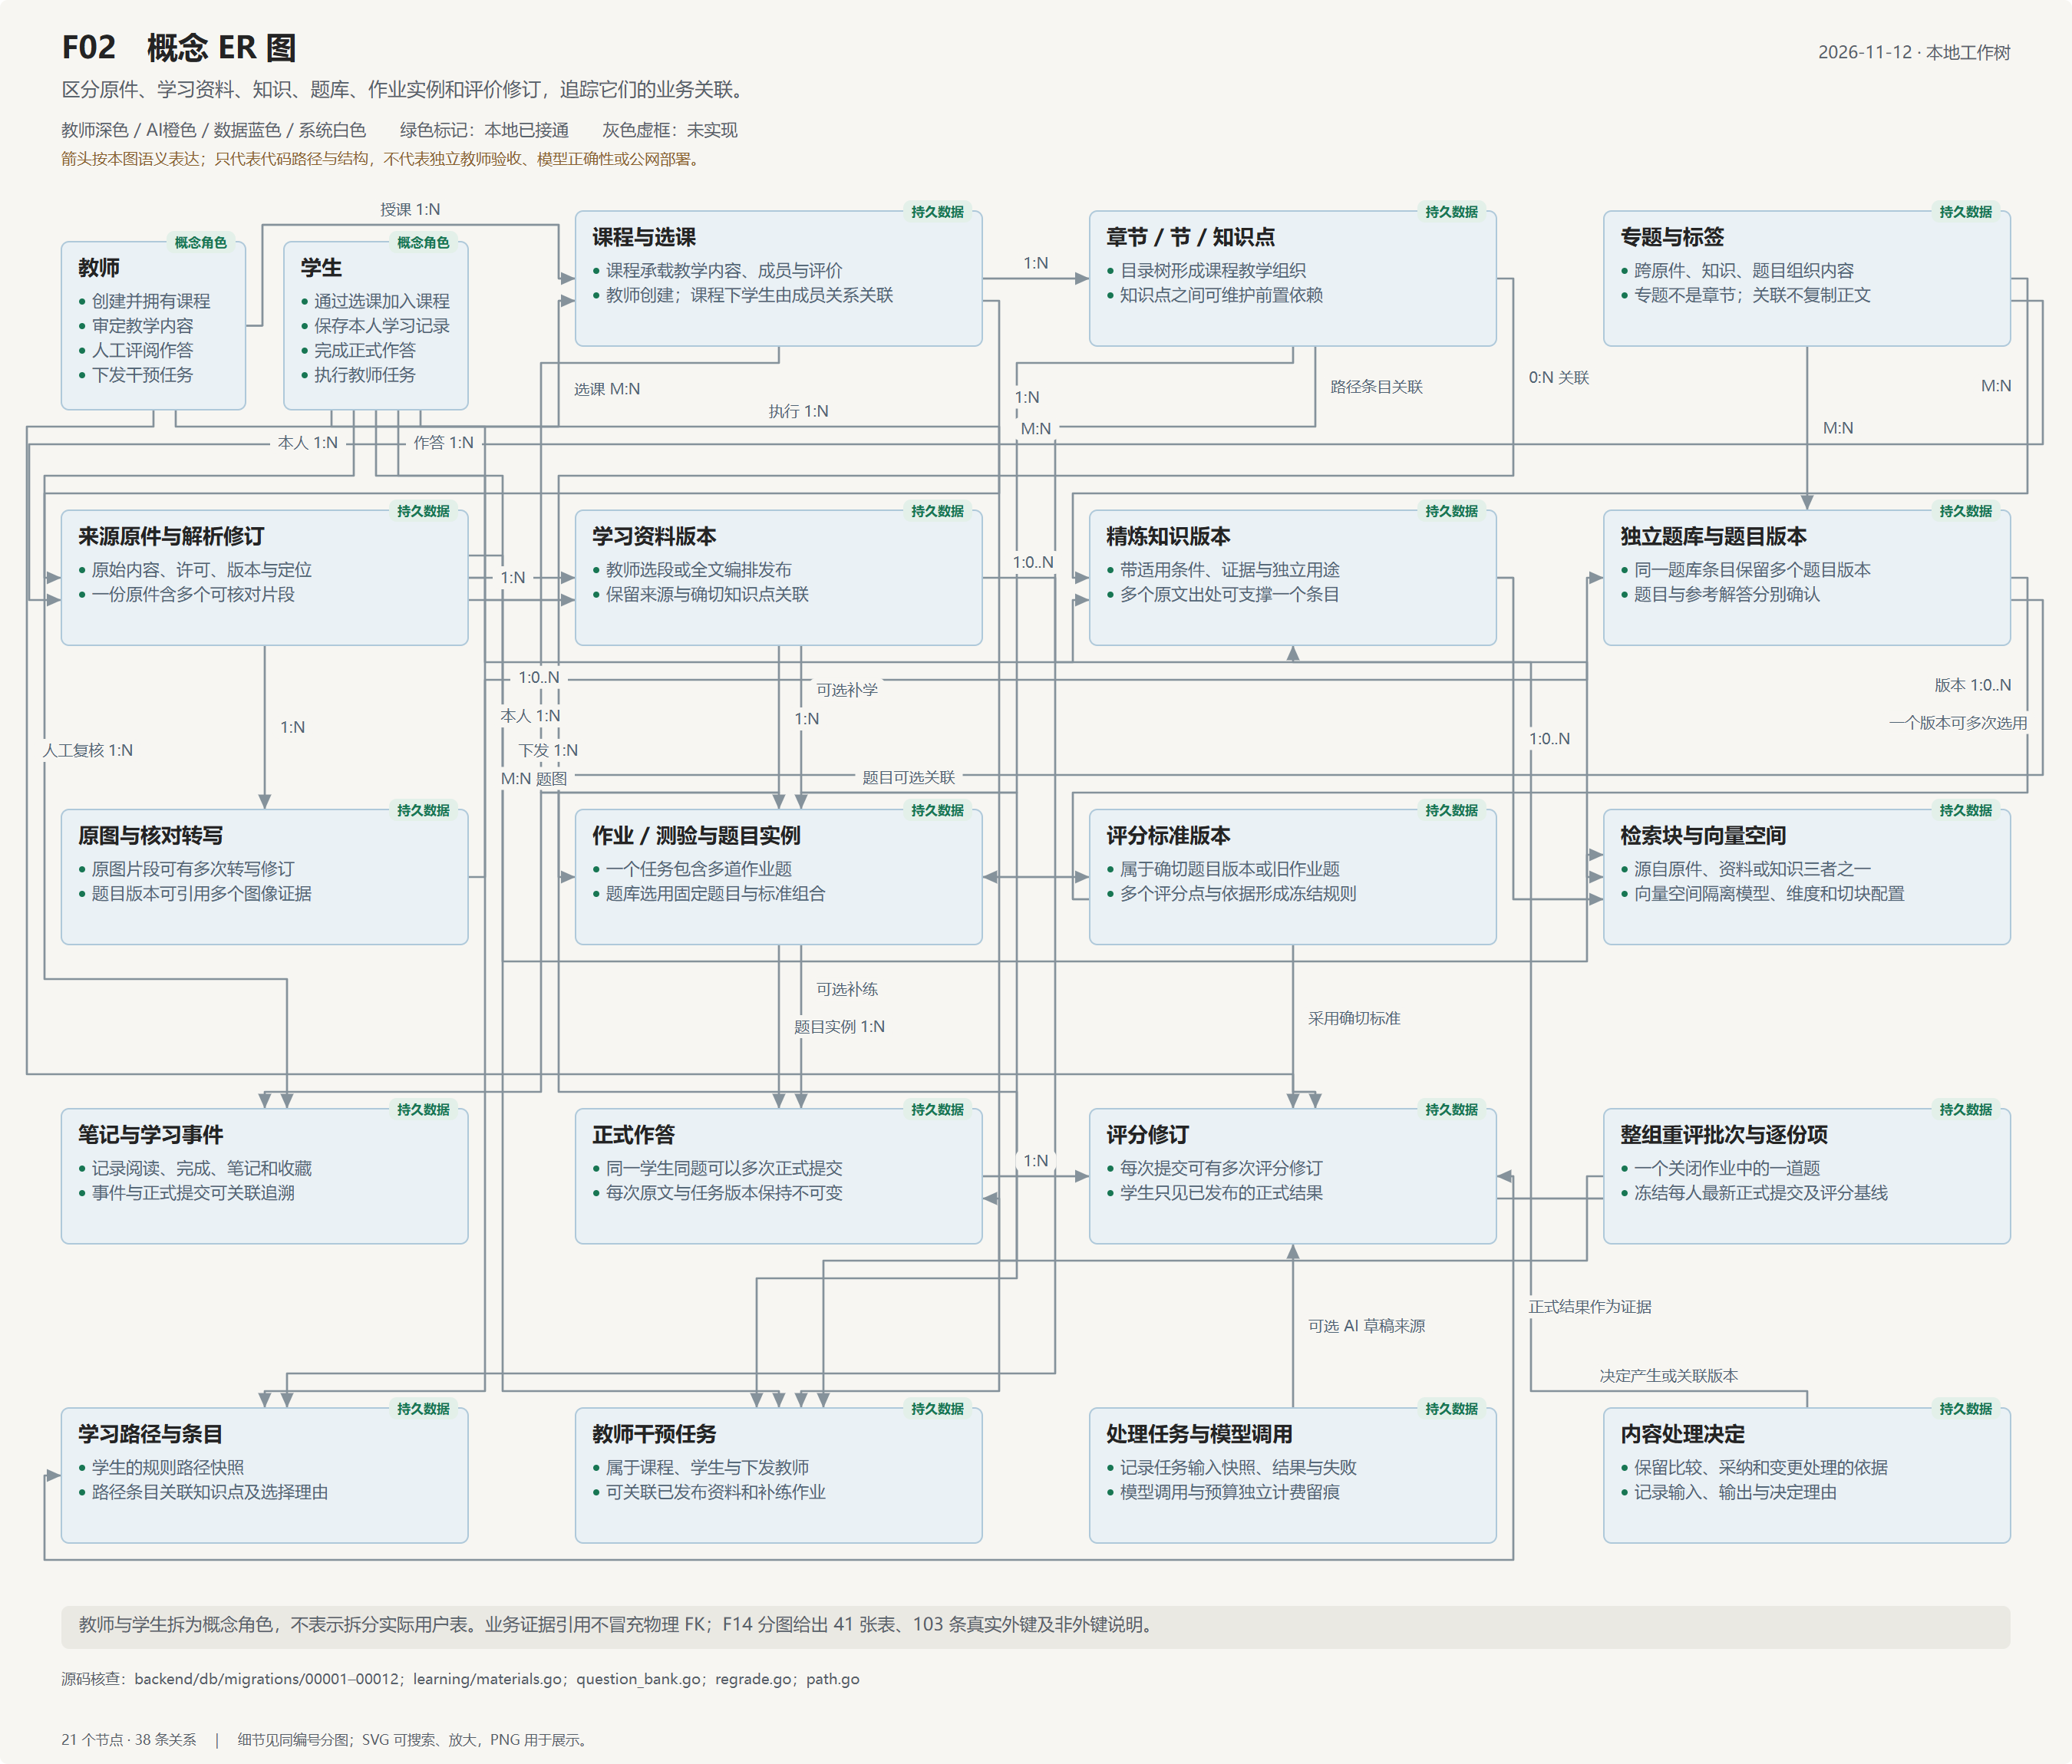 F02 概念 ER 图
2026-11-12 · 本地工作树
区分原件、学习资料、知识、题库、作业实例和评价修订，追踪它们的业务关联。
教师深色 / AI橙色 / 数据蓝色 / 系统白色 绿色标记：本地已接通 灰色虚框：未实现
箭头按本图语义表达；只代表代码路径与结构，不代表独立教师验收、模型正确性或公网部署。
授课 1:N
概念角色
教师
创建并拥有课程
审定教学内容
人工评阅作答
下发干预任务
概念角色
学生
通过选课加入课程
保存本人学习记录
完成正式作答
执行教师任务
持久数据
课程与选课
课程承载教学内容、成员与评价
教师创建；课程下学生由成员关系关联
1:N
持久数据
章节 / 节 / 知识点
目录树形成课程教学组织
知识点之间可维护前置依赖
持久数据
专题与标签
跨原件、知识、题目组织内容
专题不是章节；关联不复制正文
选课 M:N
1:N
路径条目关联
0:N 关联
M:N
执行 1:N
M:N
M:N
本人 1:N
作答 1:N
持久数据
来源原件与解析修订
原始内容、许可、版本与定位
一份原件含多个可核对片段
1:N
持久数据
学习资料版本
教师选段或全文编排发布
保留来源与确切知识点关联
1:0..N
持久数据
精炼知识版本
带适用条件、证据与独立用途
多个原文出处可支撑一个条目
持久数据
独立题库与题目版本
同一题库条目保留多个题目版本
题目与参考解答分别确认
1:0..N
可选补学
版本 1:0..N
本人 1:N
1:N
一个版本可多次选用
1:N
人工复核 1:N
下发 1:N
1:0..N
M:N 题图
题目可选关联
持久数据
原图与核对转写
原图片段可有多次转写修订
题目版本可引用多个图像证据
持久数据
作业 / 测验与题目实例
一个任务包含多道作业题
题库选用固定题目与标准组合
持久数据
评分标准版本
属于确切题目版本或旧作业题
多个评分点与依据形成冻结规则
持久数据
检索块与向量空间
源自原件、资料或知识三者之一
向量空间隔离模型、维度和切块配置
可选补练
题目实例 1:N
采用确切标准
持久数据
笔记与学习事件
记录阅读、完成、笔记和收藏
事件与正式提交可关联追溯
持久数据
正式作答
同一学生同题可以多次正式提交
每次原文与任务版本保持不可变
1:N
持久数据
评分修订
每次提交可有多次评分修订
学生只见已发布的正式结果
持久数据
整组重评批次与逐份项
一个关闭作业中的一道题
冻结每人最新正式提交及评分基线
正式结果作为证据
可选 AI 草稿来源
决定产生或关联版本
持久数据
学习路径与条目
学生的规则路径快照
路径条目关联知识点及选择理由
持久数据
教师干预任务
属于课程、学生与下发教师
可关联已发布资料和补练作业
持久数据
处理任务与模型调用
记录任务输入快照、结果与失败
模型调用与预算独立计费留痕
持久数据
内容处理决定
保留比较、采纳和变更处理的依据
记录输入、输出与决定理由
教师与学生拆为概念角色，不表示拆分实际用户表。业务证据引用不冒充物理 FK；F14 分图给出 41 张表、103 条真实外键及非外键说明。
源码核查：backend/db/migrations/00001–00012；learning/materials.go；question_bank.go；regrade.go；path.go
21 个节点 · 38 条关系 | 细节见同编号分图；SVG 可搜索、放大，PNG 用于展示。